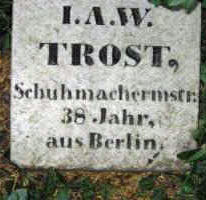 I.A.W.
TROST,
Schuhmachermstr.
38 Jahr,
aus Berlin.